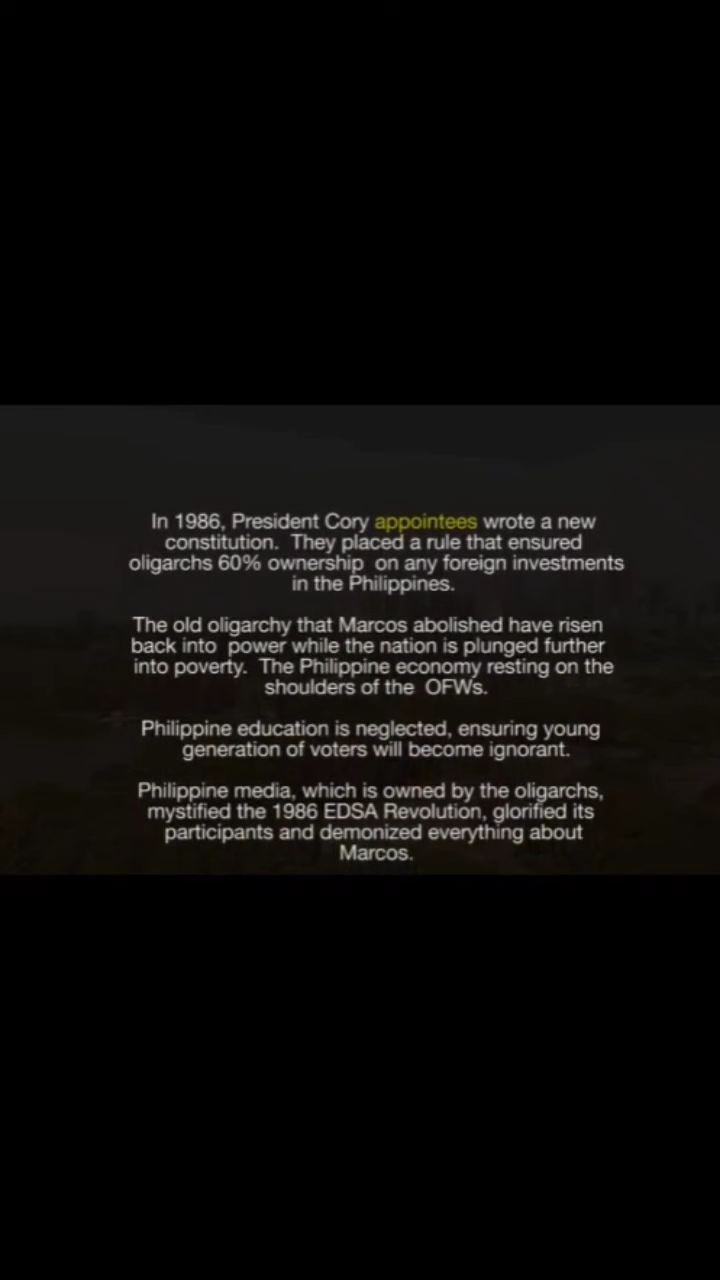 In 1986, President Cory appointees wrote a new
constitution.  They placed a rule that ensured
oligarchs 60% ownership  on any foreign investments
in the Philippines.
The old oligarchy that Marcos abolished have risen
back into  power while the nation is plunged further
into poverty.  The Philippine economy resting on the
shoulders of the  OFWs.
Philippine education is neglected, ensuring young
generation of voters will become ignorant.
Philippine media, which is owned by the oligarchs,
mystified the 1986 EDSA Revolution, glorified its
participants and demonized everything about
Marcos.